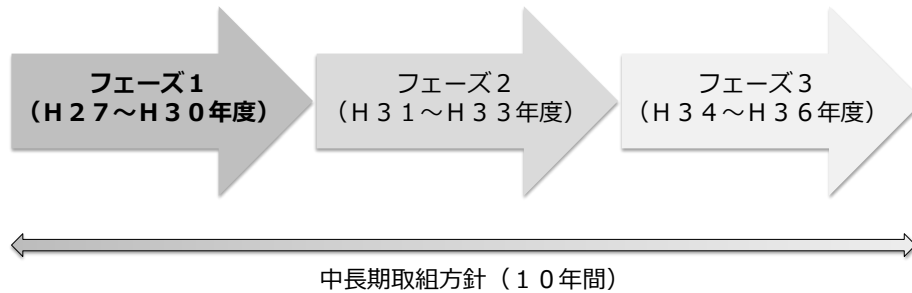 フェーズ１
（Ｈ２７～Ｈ３０年度）
フェーズ２
（Ｈ３１～Ｈ３３年度）
フェーズ３
（Ｈ３４～Ｈ３６年度）
中長期取組方針（１０年間）